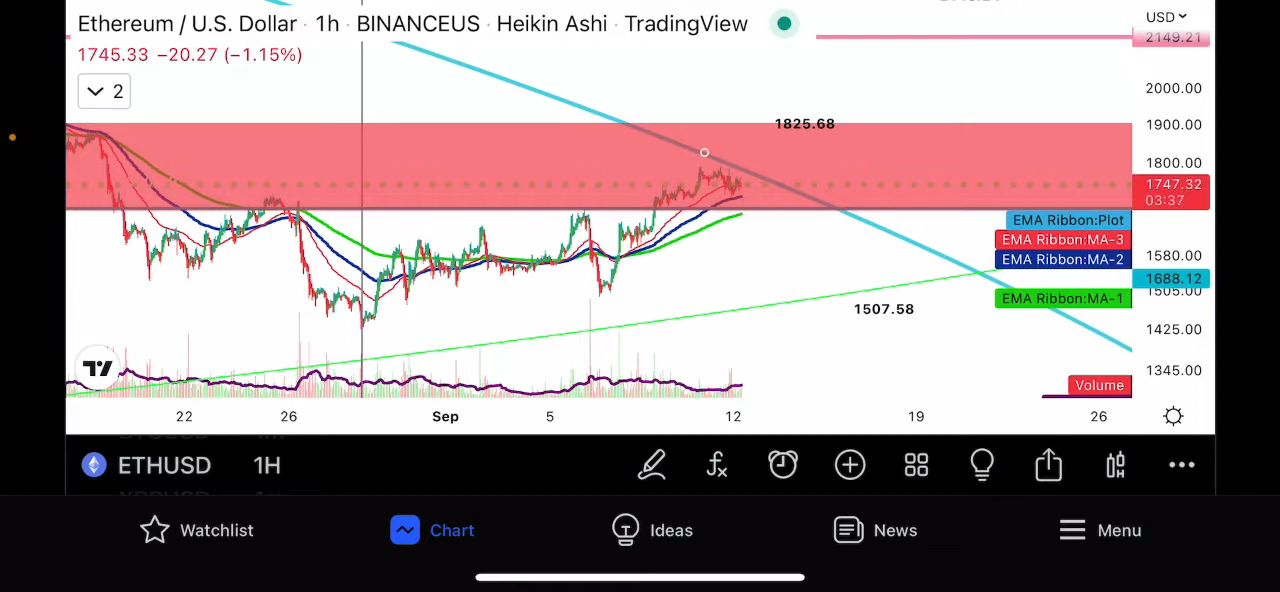 Ethereum / U.S. Dollar · 1h · BINANCEUS · Heikin Ashi · TradingView
USD
2149.21
1745.33 −20.27 (−1.15%)
2
2000.00
1825.68
1900.00
1800.00
1747.32
03:37
EMA Ribbon:Plot
EMA Ribbon:MA-3
EMA Ribbon:MA-2
1580.00
1688.12
1505.00
EMA Ribbon:MA-1
1507.58
1425.00
1345.00
Volume
22 26 Sep 5 12 19 26
ETHUSD 1H
Watchlist Chart Ideas News Menu